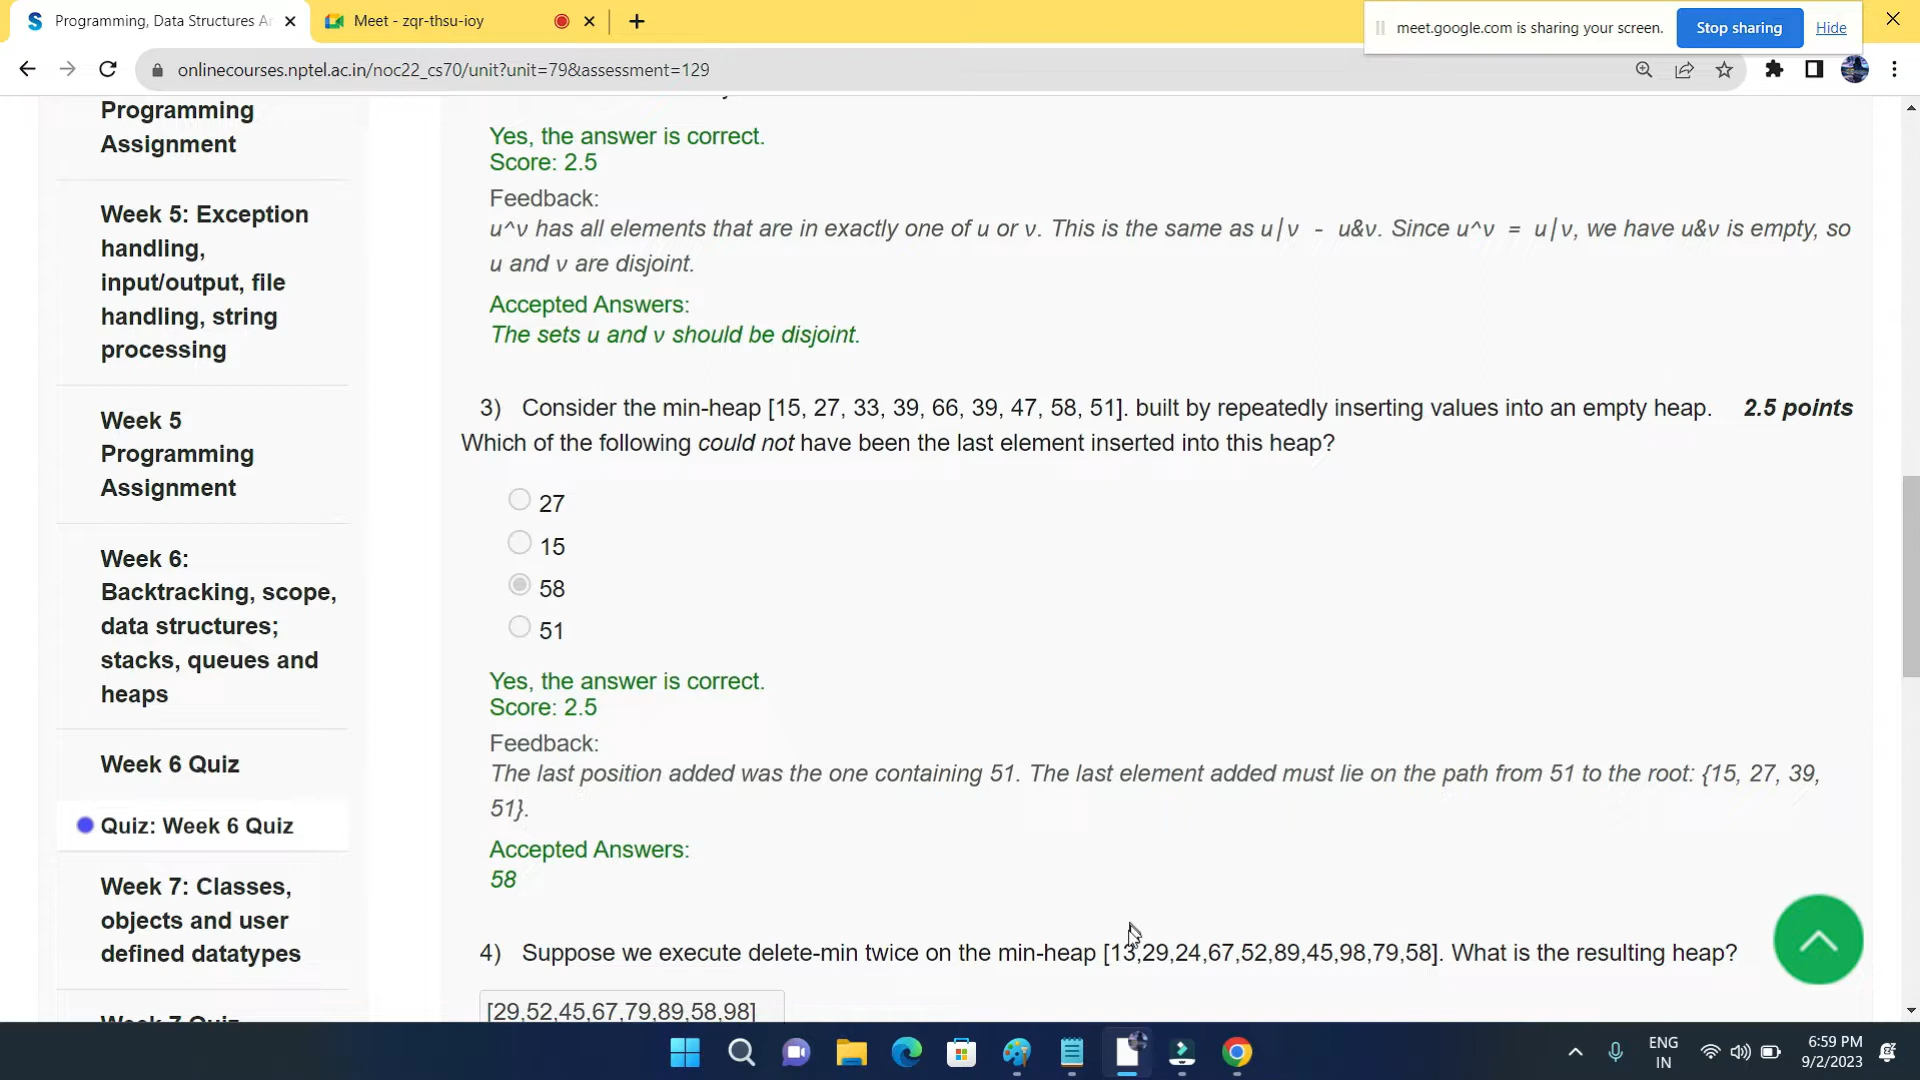 Programming, Data Structures A
Meet - zqr-thsu-ioy
meet.google.com is sharing your screen.
Stop sharing
Hide
onlinecourses.nptel.ac.in/noc22_cs70/unit?unit=79&assessment=129
Programming
Assignment
Week 5: Exception
handling,
input/output, file
handling, string
processing
Week 5
Programming
Assignment
Week 6:
Backtracking, scope,
data structures;
stacks, queues and
heaps
Week 6 Quiz
Quiz: Week 6 Quiz
Week 7: Classes,
objects and user
defined datatypes
Week 7 Quiz
Yes, the answer is correct.
Score: 2.5
Feedback:
u^v has all elements that are in exactly one of u or v. This is the same as u|v - u&v. Since u^v = u|v, we have u&v is empty, so
u and v are disjoint.
Accepted Answers:
The sets u and v should be disjoint.
3) Consider the min-heap [15, 27, 33, 39, 66, 39, 47, 58, 51]. built by repeatedly inserting values into an empty heap. 2.5 points
Which of the following could not have been the last element inserted into this heap?
27
15
58
51
Yes, the answer is correct.
Score: 2.5
Feedback:
The last position added was the one containing 51. The last element added must lie on the path from 51 to the root: {15, 27, 39,
51}.
Accepted Answers:
58
4) Suppose we execute delete-min twice on the min-heap [13,29,24,67,52,89,45,98,79,58]. What is the resulting heap?
[29,52,45,67,79,89,58,98]
ENG
IN
6:59 PM
9/2/2023